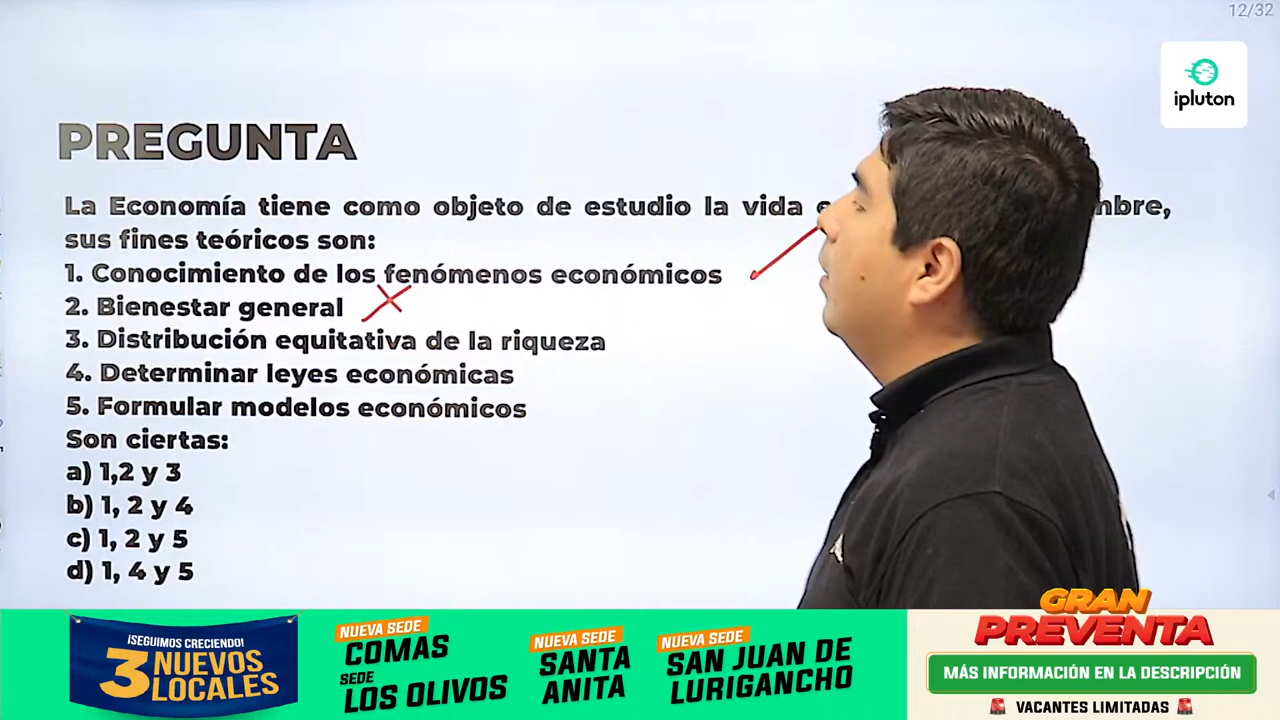 12/32
ipluton
PREGUNTA
La Economía tiene como objeto de estudio la vida
sus fines teóricos son:
1. Conocimiento de los fenómenos económicos
2. Bienestar general
3. Distribución equitativa de la riqueza
4. Determinar leyes económicas
5. Formular modelos económicos
Son ciertas:
a) 1,2 y 3
b) 1, 2 y 4
c) 1, 2 y 5
d) 1, 4 y 5
¡SEGUIMOS CRECIENDO!
3 NUEVOS
LOCALES
NUEVA SEDE
COMAS
SEDE
LOS OLIVOS
NUEVA SEDE
SANTA
ANITA
NUEVA SEDE
SAN JUAN DE
LURIGANCHO
GRAN
PREVENTA
MÁS INFORMACIÓN EN LA DESCRIPCIÓN
VACANTES LIMITADAS